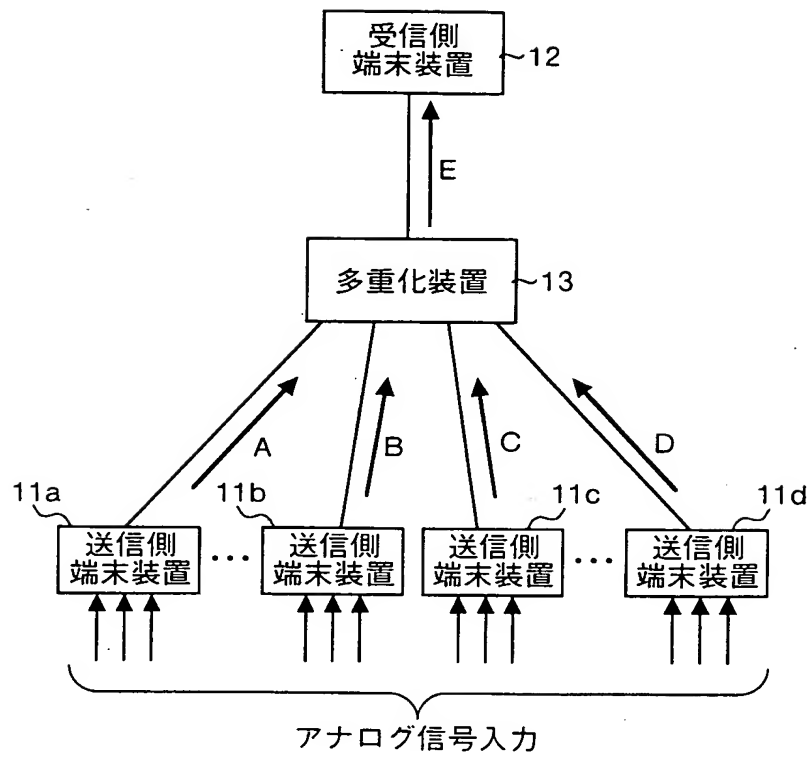 受信側
端末装置
12
E
多重化装置
13
A
B
C
D
11a
11b
11c
11d
送信側
端末装置
...
送信側
端末装置
送信側
端末装置
...
送信側
端末装置
アナログ信号入力